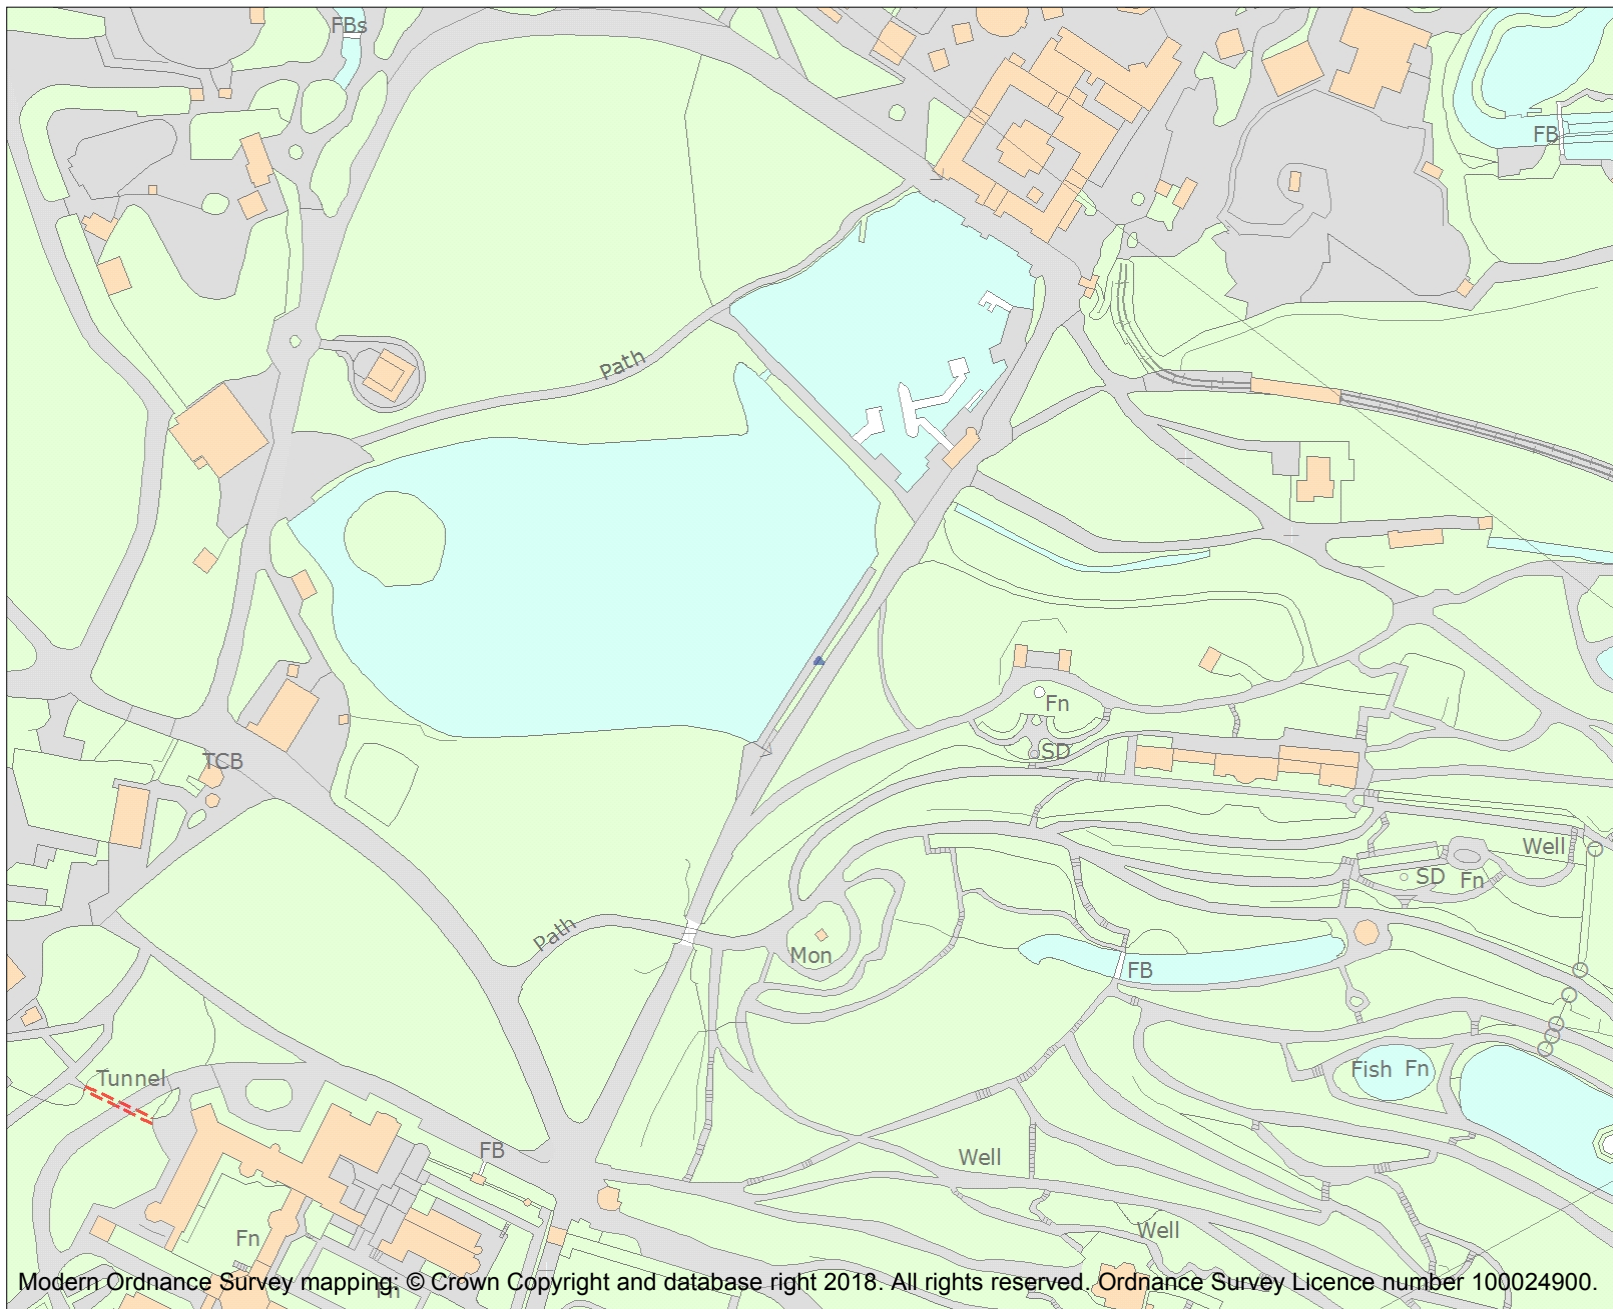 FBs
FB
Path
Fn
SD
TCB
Well
SD
Fn
Path
Mon
FB
Fish Fn
Tunnel
FB
Well
Well
Fn
Fn
Modern Ordnance Survey mapping: © Crown Copyright and database right 2018. All rights reserved. Ordnance Survey Licence number 100024900.